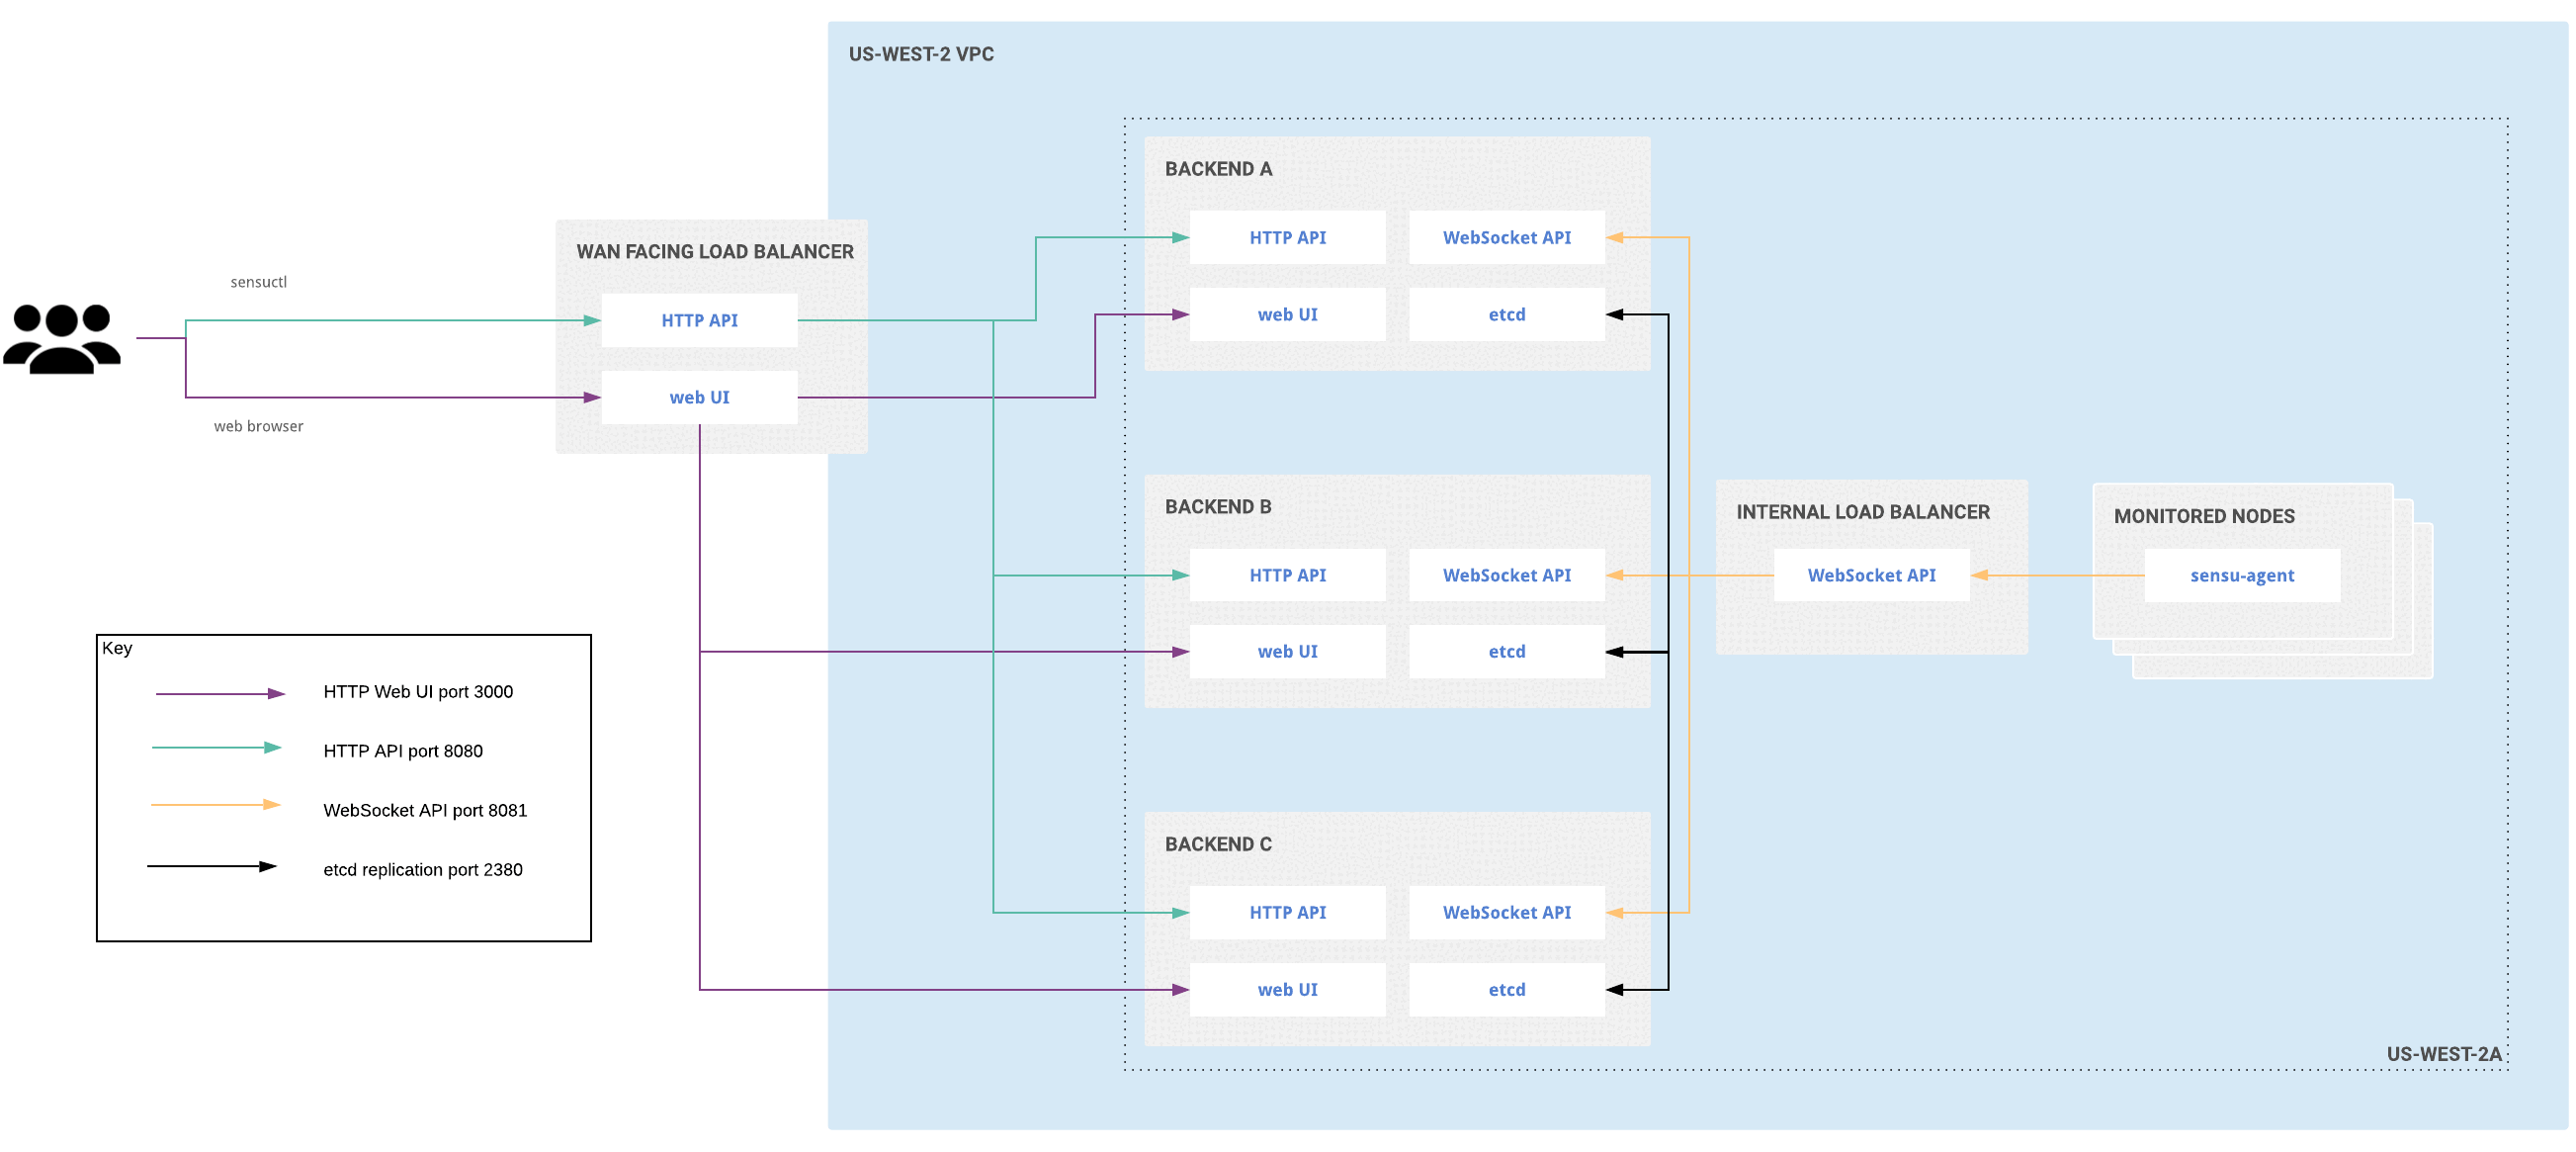 US-WEST-2 VPC
BACKEND A
HTTP API
WebSocket API
web UI
etcd
WAN FACING LOAD BALANCER
sensuctl
HTTP API
web UI
web browser
BACKEND B
HTTP API
WebSocket API
web UI
etcd
INTERNAL LOAD BALANCER
WebSocket API
MONITORED NODES
sensu-agent
Key
HTTP Web UI port 3000
HTTP API port 8080
WebSocket API port 8081
etcd replication port 2380
BACKEND C
HTTP API
WebSocket API
web UI
etcd
US-WEST-2A